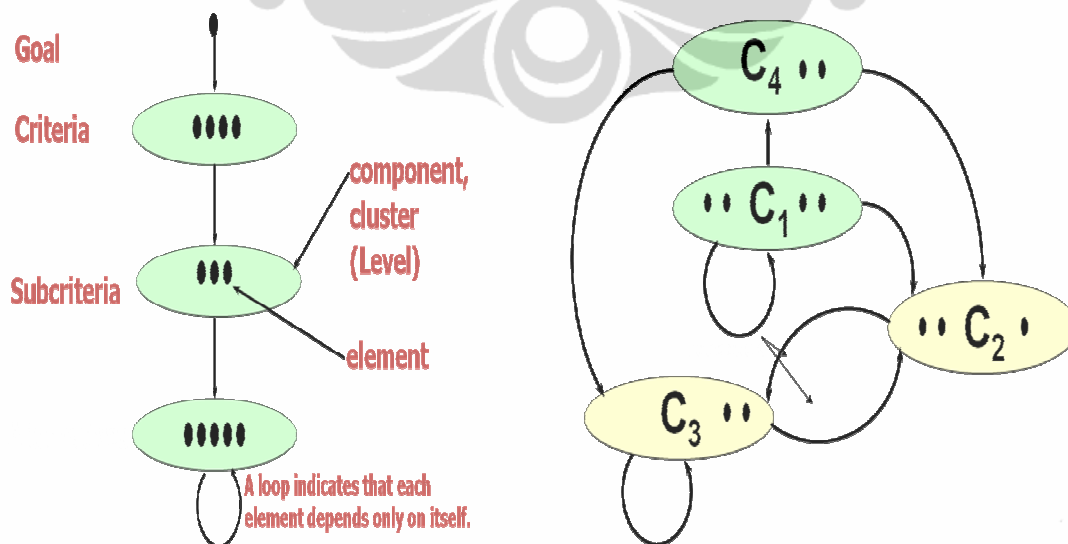 Goal
Criteria
component,
cluster
(Level)
Subcriteria
element
A loop indicates that each
element depends only on itself.
C4
C1
C2
C3